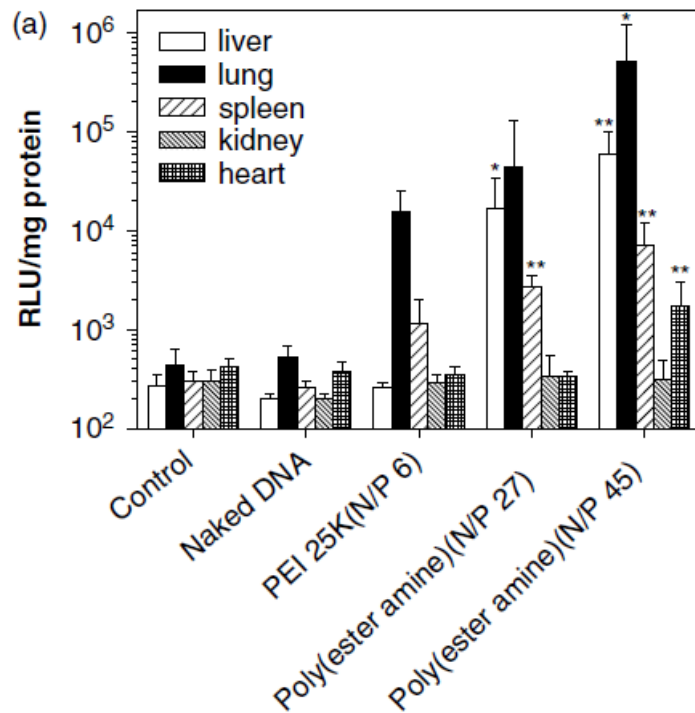 (a)
10⁶
10⁵
10⁴
10³
10²
RLU/mg protein
liver
lung
spleen
kidney
heart
*
**
*
**
*
**
**
Control
Naked DNA
PEI 25K(N/P 6)
Poly(ester amine)(N/P 27)
Poly(ester amine)(N/P 45)